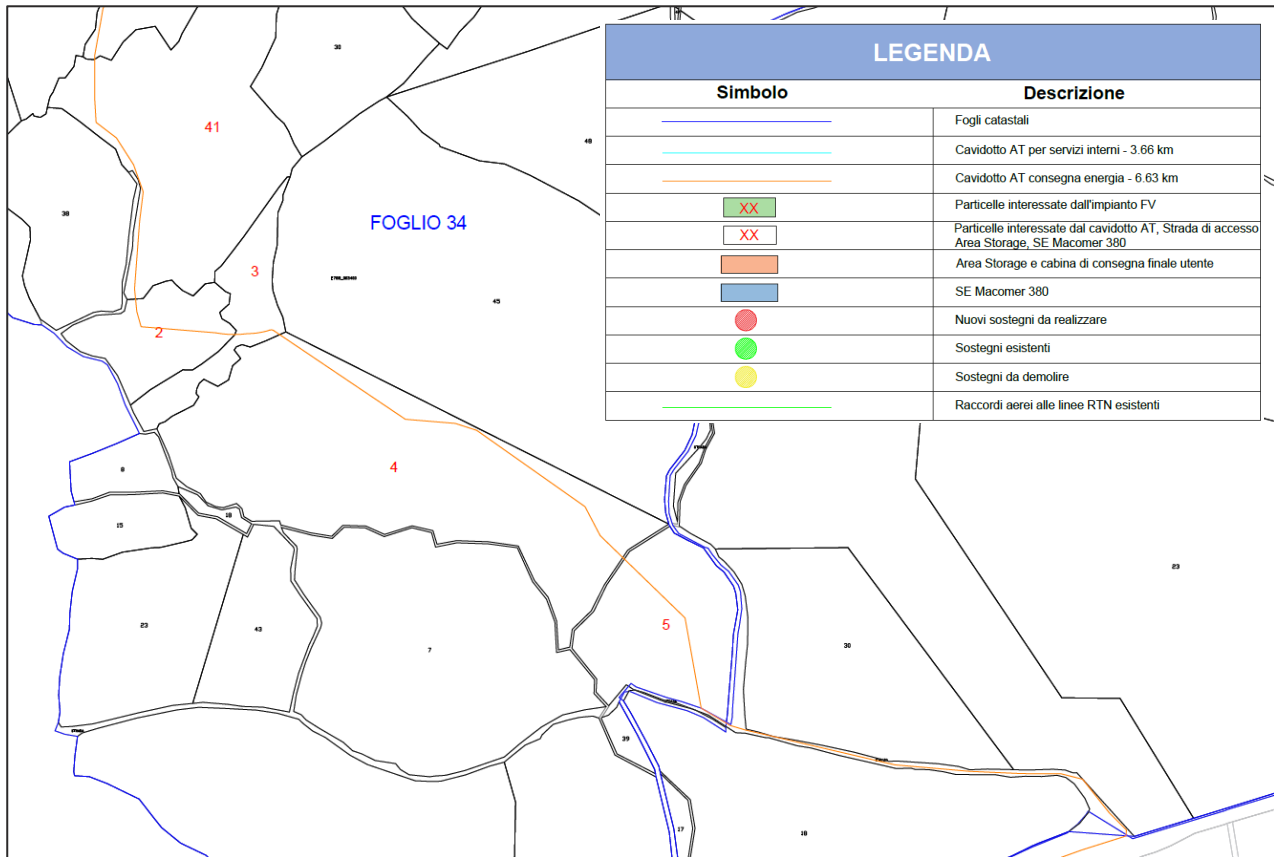 LEGENDA
Simbolo Descrizione
Fogli catastali
Cavidotto AT per servizi interni - 3.66 km
Cavidotto AT consegna energia - 6.63 km
XX Particelle interessate dall'impianto FV
XX Particelle interessate dal cavidotto AT, Strada di accesso
Area Storage, SE Macomer 380
Area Storage e cabina di consegna finale utente
SE Macomer 380
Nuovi sostegni da realizzare
Sostegni esistenti
Sostegni da demolire
Raccordi aerei alle linee RTN esistenti
30
41
48
38
FOGLIO 34
3
45
2
4
8
15
18
23
43
7
5
30
23
39
17
18
STRADA
STRADA